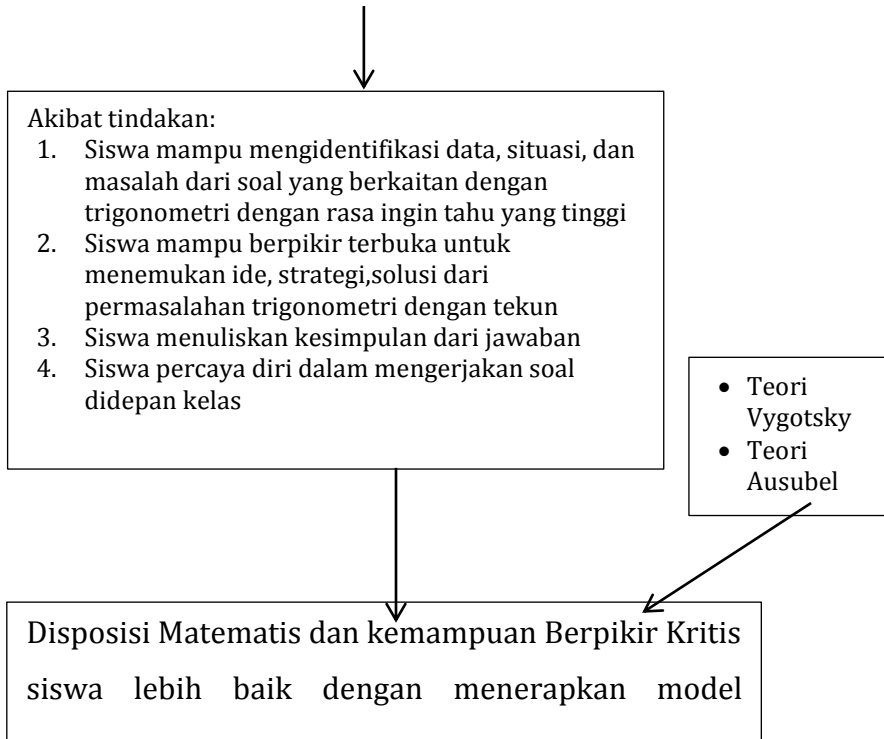 Akibat tindakan:
1. Siswa mampu mengidentifikasi data, situasi, dan
masalah dari soal yang berkaitan dengan
trigonometri dengan rasa ingin tahu yang tinggi
2. Siswa mampu berpikir terbuka untuk
menemukan ide, strategi,solusi dari
permasalahan trigonometri dengan tekun
3. Siswa menuliskan kesimpulan dari jawaban
4. Siswa percaya diri dalam mengerjakan soal
didepan kelas
• Teori
Vygotsky
• Teori
Ausubel
Disposisi Matematis dan kemampuan Berpikir Kritis
siswa lebih baik dengan menerapkan model